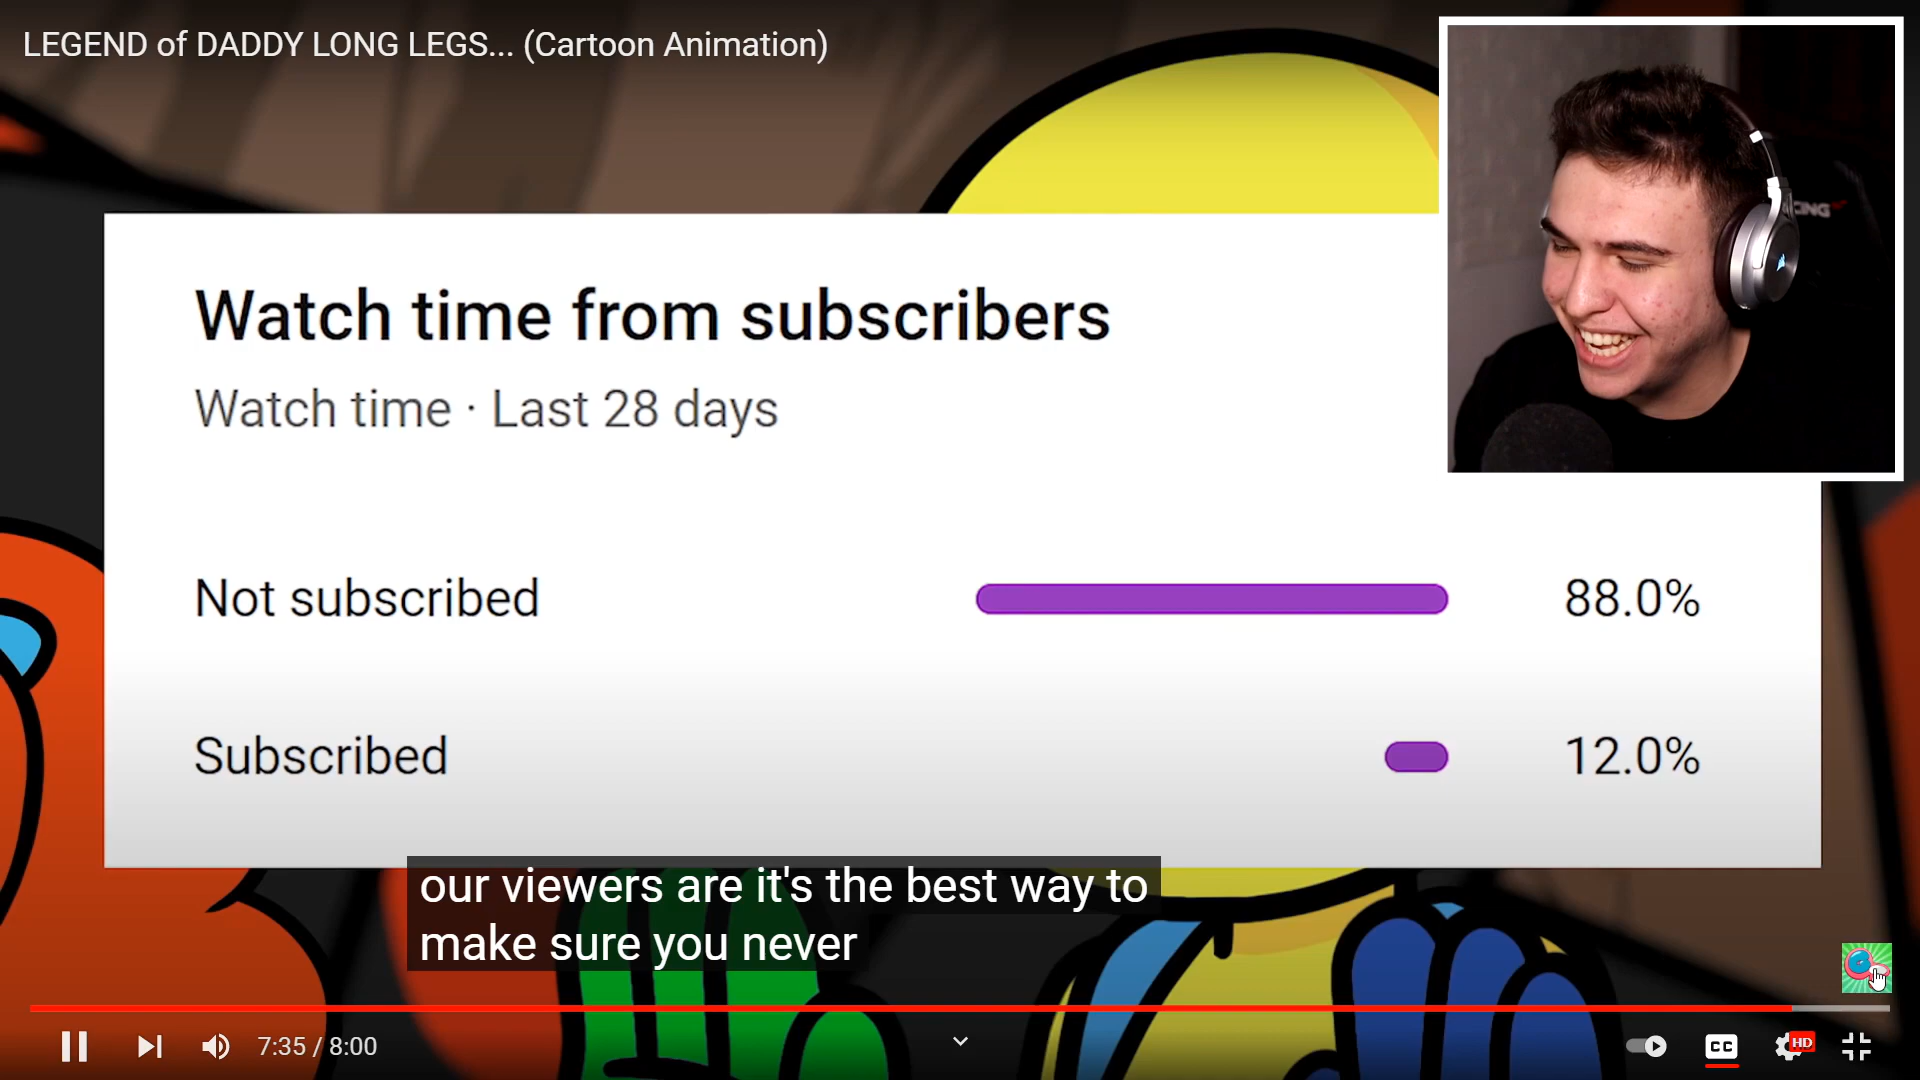 LEGEND of DADDY LONG LEGS... (Cartoon Animation)
Watch time from subscribers
Watch time · Last 28 days
Not subscribed 88.0%
Subscribed 12.0%
our viewers are it's the best way to
make sure you never
7:35 / 8:00
CC
HD